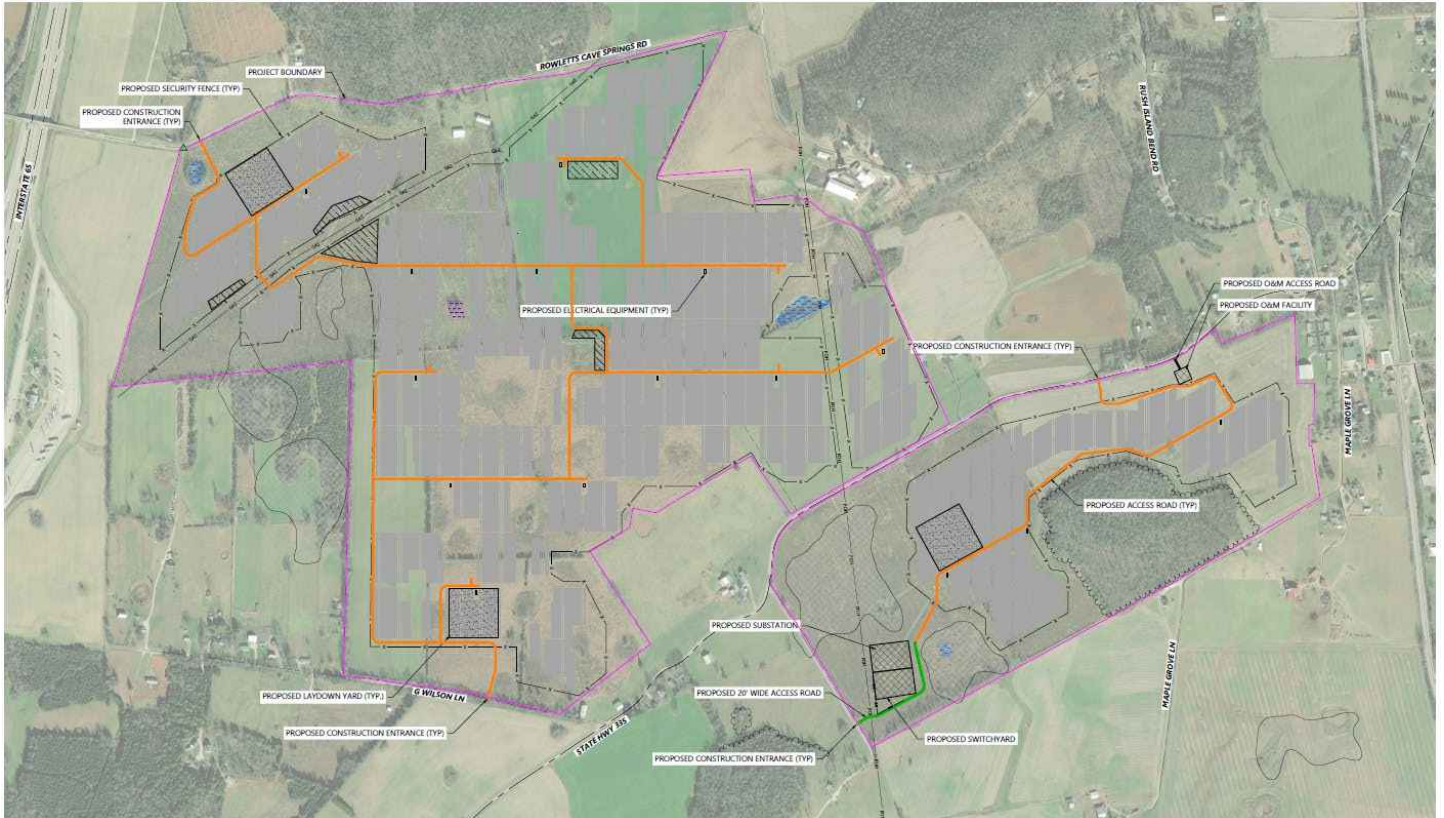 ROWLETTS CAVE SPRINGS RD
PROJECT BOUNDARY
PROPOSED SECURITY FENCE (TYP)
PROPOSED CONSTRUCTION
ENTRANCE (TYP)
INTERSTATE 65
RUSH ISLAND BEND RD
PROPOSED O&M ACCESS ROAD
PROPOSED O&M FACILITY
PROPOSED ELECTRICAL EQUIPMENT (TYP)
PROPOSED CONSTRUCTION ENTRANCE (TYP)
MAPLE GROVE LN
PROPOSED ACCESS ROAD (TYP)
PROPOSED SUBSTATION
MAPLE GROVE LN
PROPOSED LAYDOWN YARD (TYP.)
G WILSON LN
PROPOSED 20' WIDE ACCESS ROAD
PROPOSED CONSTRUCTION ENTRANCE (TYP)
STATE HWY 335
PROPOSED SWITCHYARD
PROPOSED CONSTRUCTION ENTRANCE (TYP)